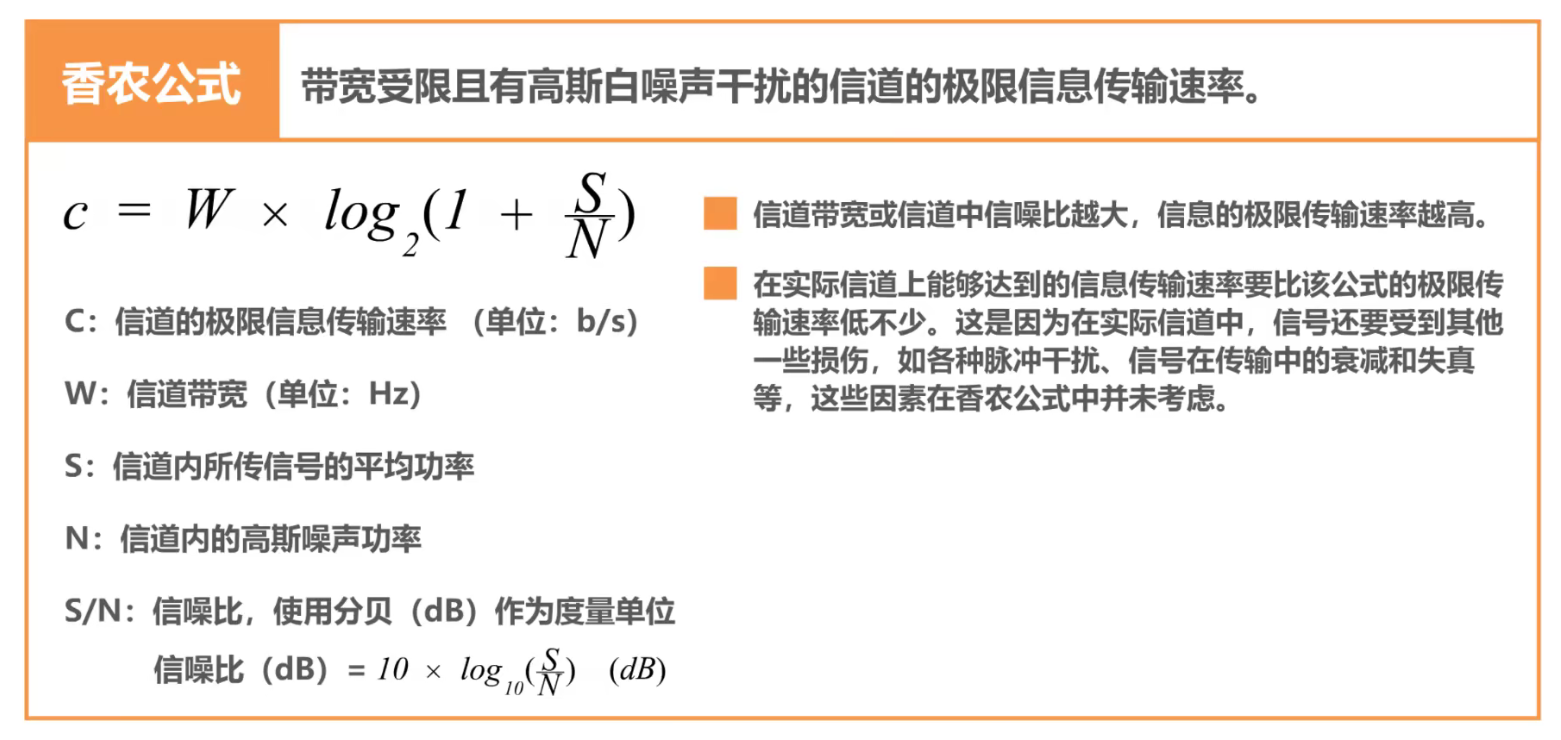 香农公式
带宽受限且有高斯白噪声干扰的信道的极限信息传输速率。
c = W × log₂(1 + S/N)
C：信道的极限信息传输速率 （单位：b/s）
W：信道带宽（单位：Hz）
S：信道内所传信号的平均功率
N：信道内的高斯噪声功率
S/N：信噪比，使用分贝（dB）作为度量单位
信噪比（dB）= 10 × log₁₀(S/N) (dB)
信道带宽或信道中信噪比越大，信息的极限传输速率越高。
在实际信道上能够达到的信息传输速率要比该公式的极限传
输速率低不少。这是因为在实际信道中，信号还要受到其他
一些损伤，如各种脉冲干扰、信号在传输中的衰减和失真
等，这些因素在香农公式中并未考虑。